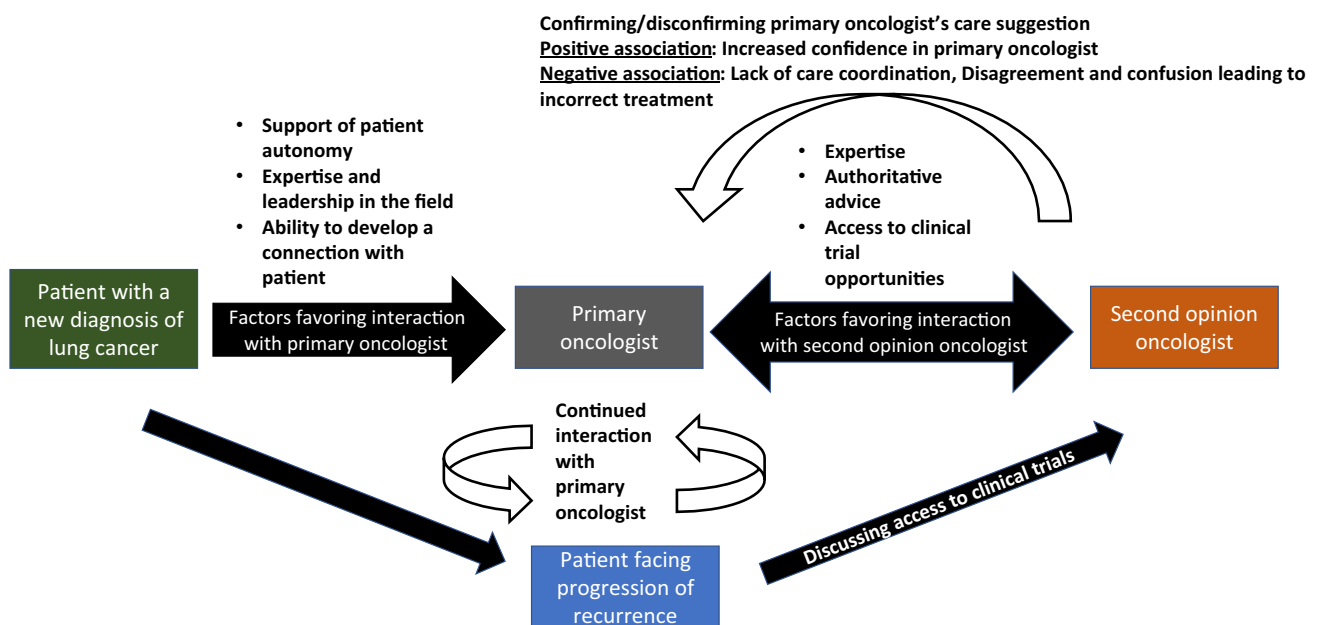 Confirming/disconfirming primary oncologist's care suggestion
Positive association: Increased confidence in primary oncologist
Negative association: Lack of care coordination, Disagreement and confusion leading to
incorrect treatment
• Support of patient
autonomy
• Expertise and
leadership in the field
• Ability to develop a
connection with
patient
• Expertise
• Authoritative
advice
• Access to clinical
trial
opportunities
Patient with a
new diagnosis of
lung cancer
Factors favoring interaction
with primary oncologist
Primary
oncologist
Factors favoring interaction
with second opinion oncologist
Second opinion
oncologist
Continued
interaction
with
primary
oncologist
Discussing access to clinical trials
Patient facing
progression of
recurrence